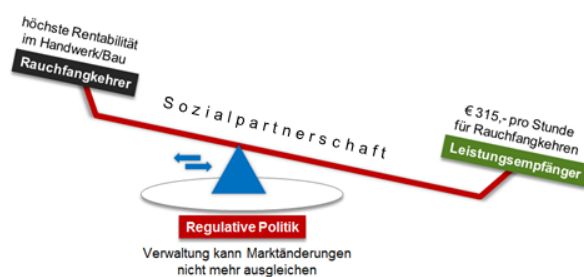 höchste Rentabilität
im Handwerk/Bau
Rauchfangkehrer
Sozialpartnerschaft
€ 315,- pro Stunde
für Rauchfangkehren
Leistungsempfänger
Regulative Politik
Verwaltung kann Marktänderungen
nicht mehr ausgleichen